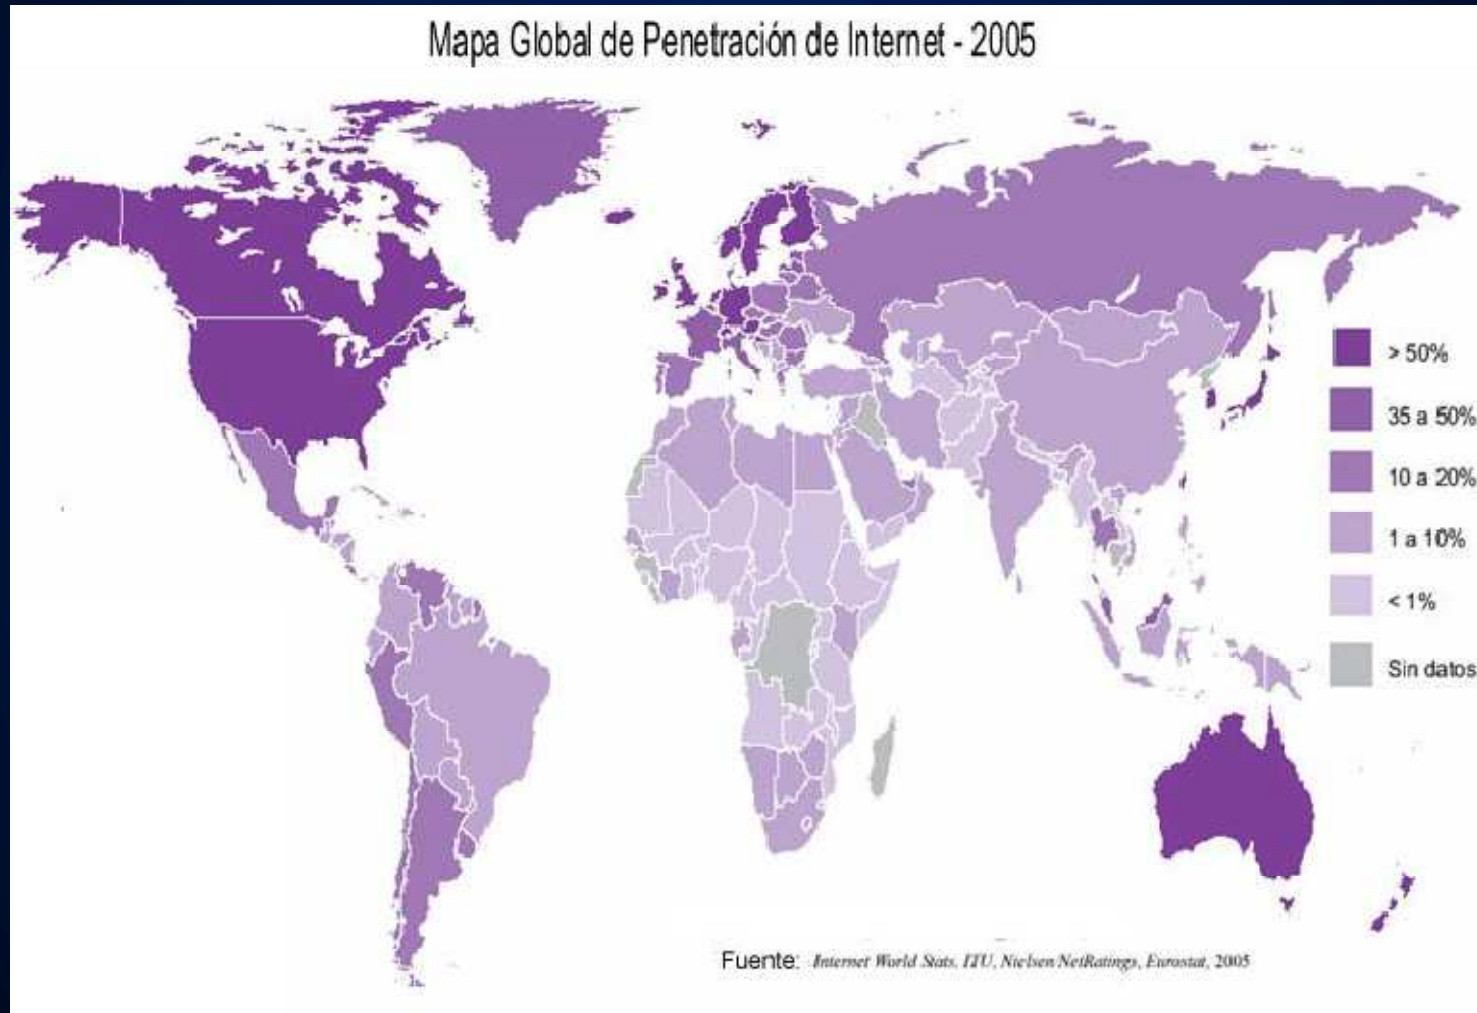 Mapa Global de Penetración de Internet - 2005
> 50%
35 a 50%
10 a 20%
1 a 10%
< 1%
Sin datos
Fuente: Internet World Stats, ITU, Nielsen/NetRatings, Eurostat, 2005